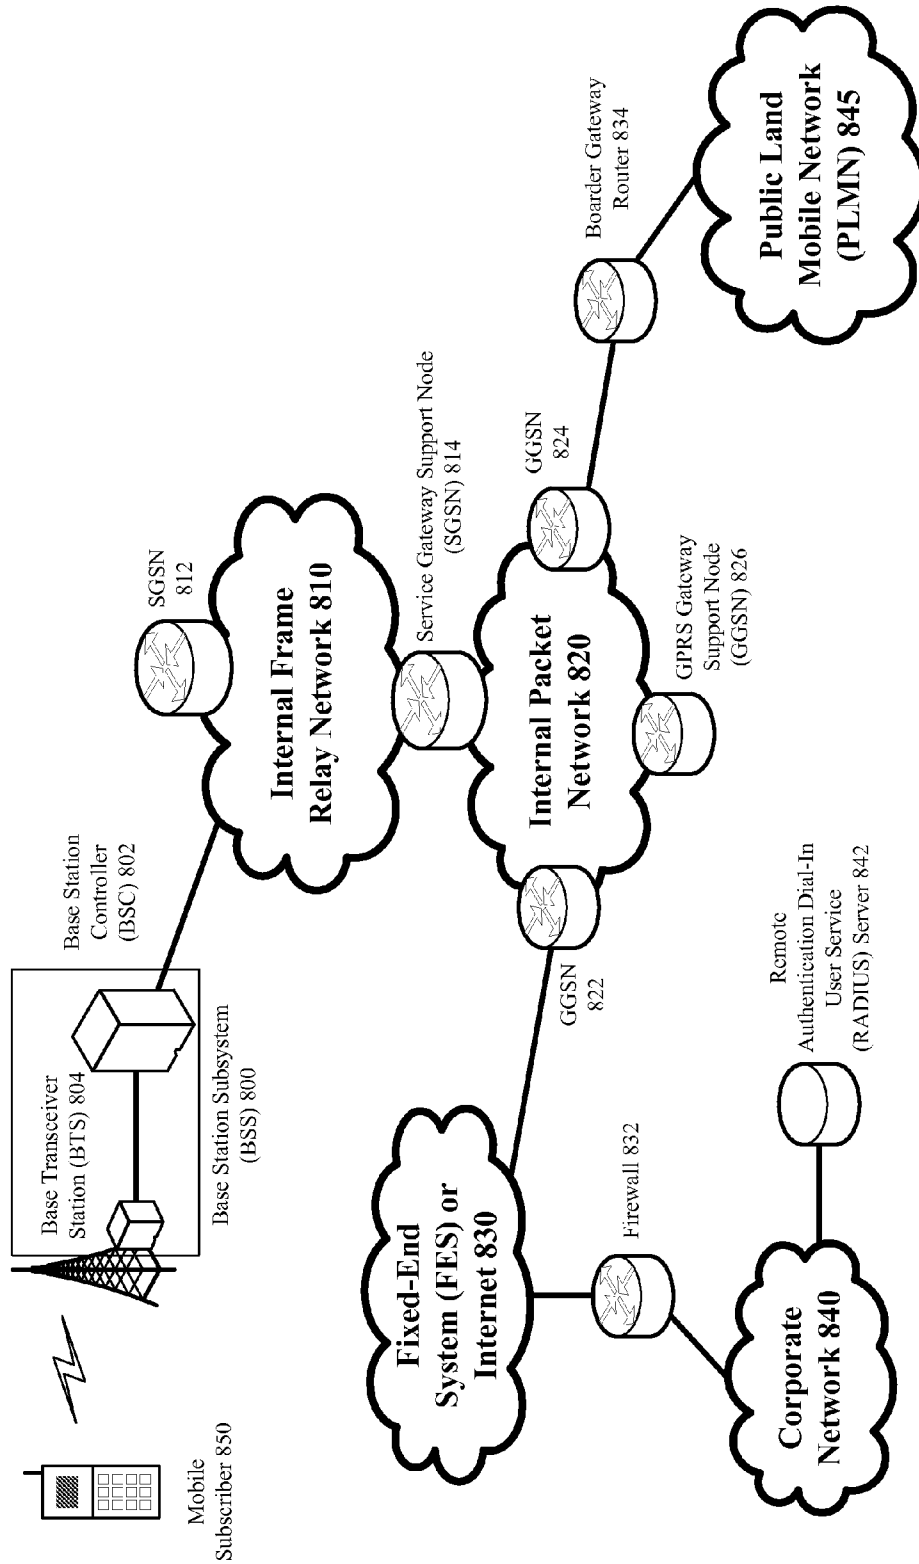 Mobile
Subscriber 850
Base Transceiver
Station (BTS) 804
Base Station Subsystem
(BSS) 800
Base Station
Controller
(BSC) 802
SGSN
812
Internal Frame
Relay Network 810
Service Gateway Support Node
(SGSN) 814
Fixed-End
System (FES) or
Internet 830
GGSN
822
Internal Packet
Network 820
GGSN
824
Boarder Gateway
Router 834
Firewall 832
GPRS Gateway
Support Node
(GGSN) 826
Corporate
Network 840
Remote
Authentication Dial-In
User Service
(RADIUS) Server 842
Public Land
Mobile Network
(PLMN) 845